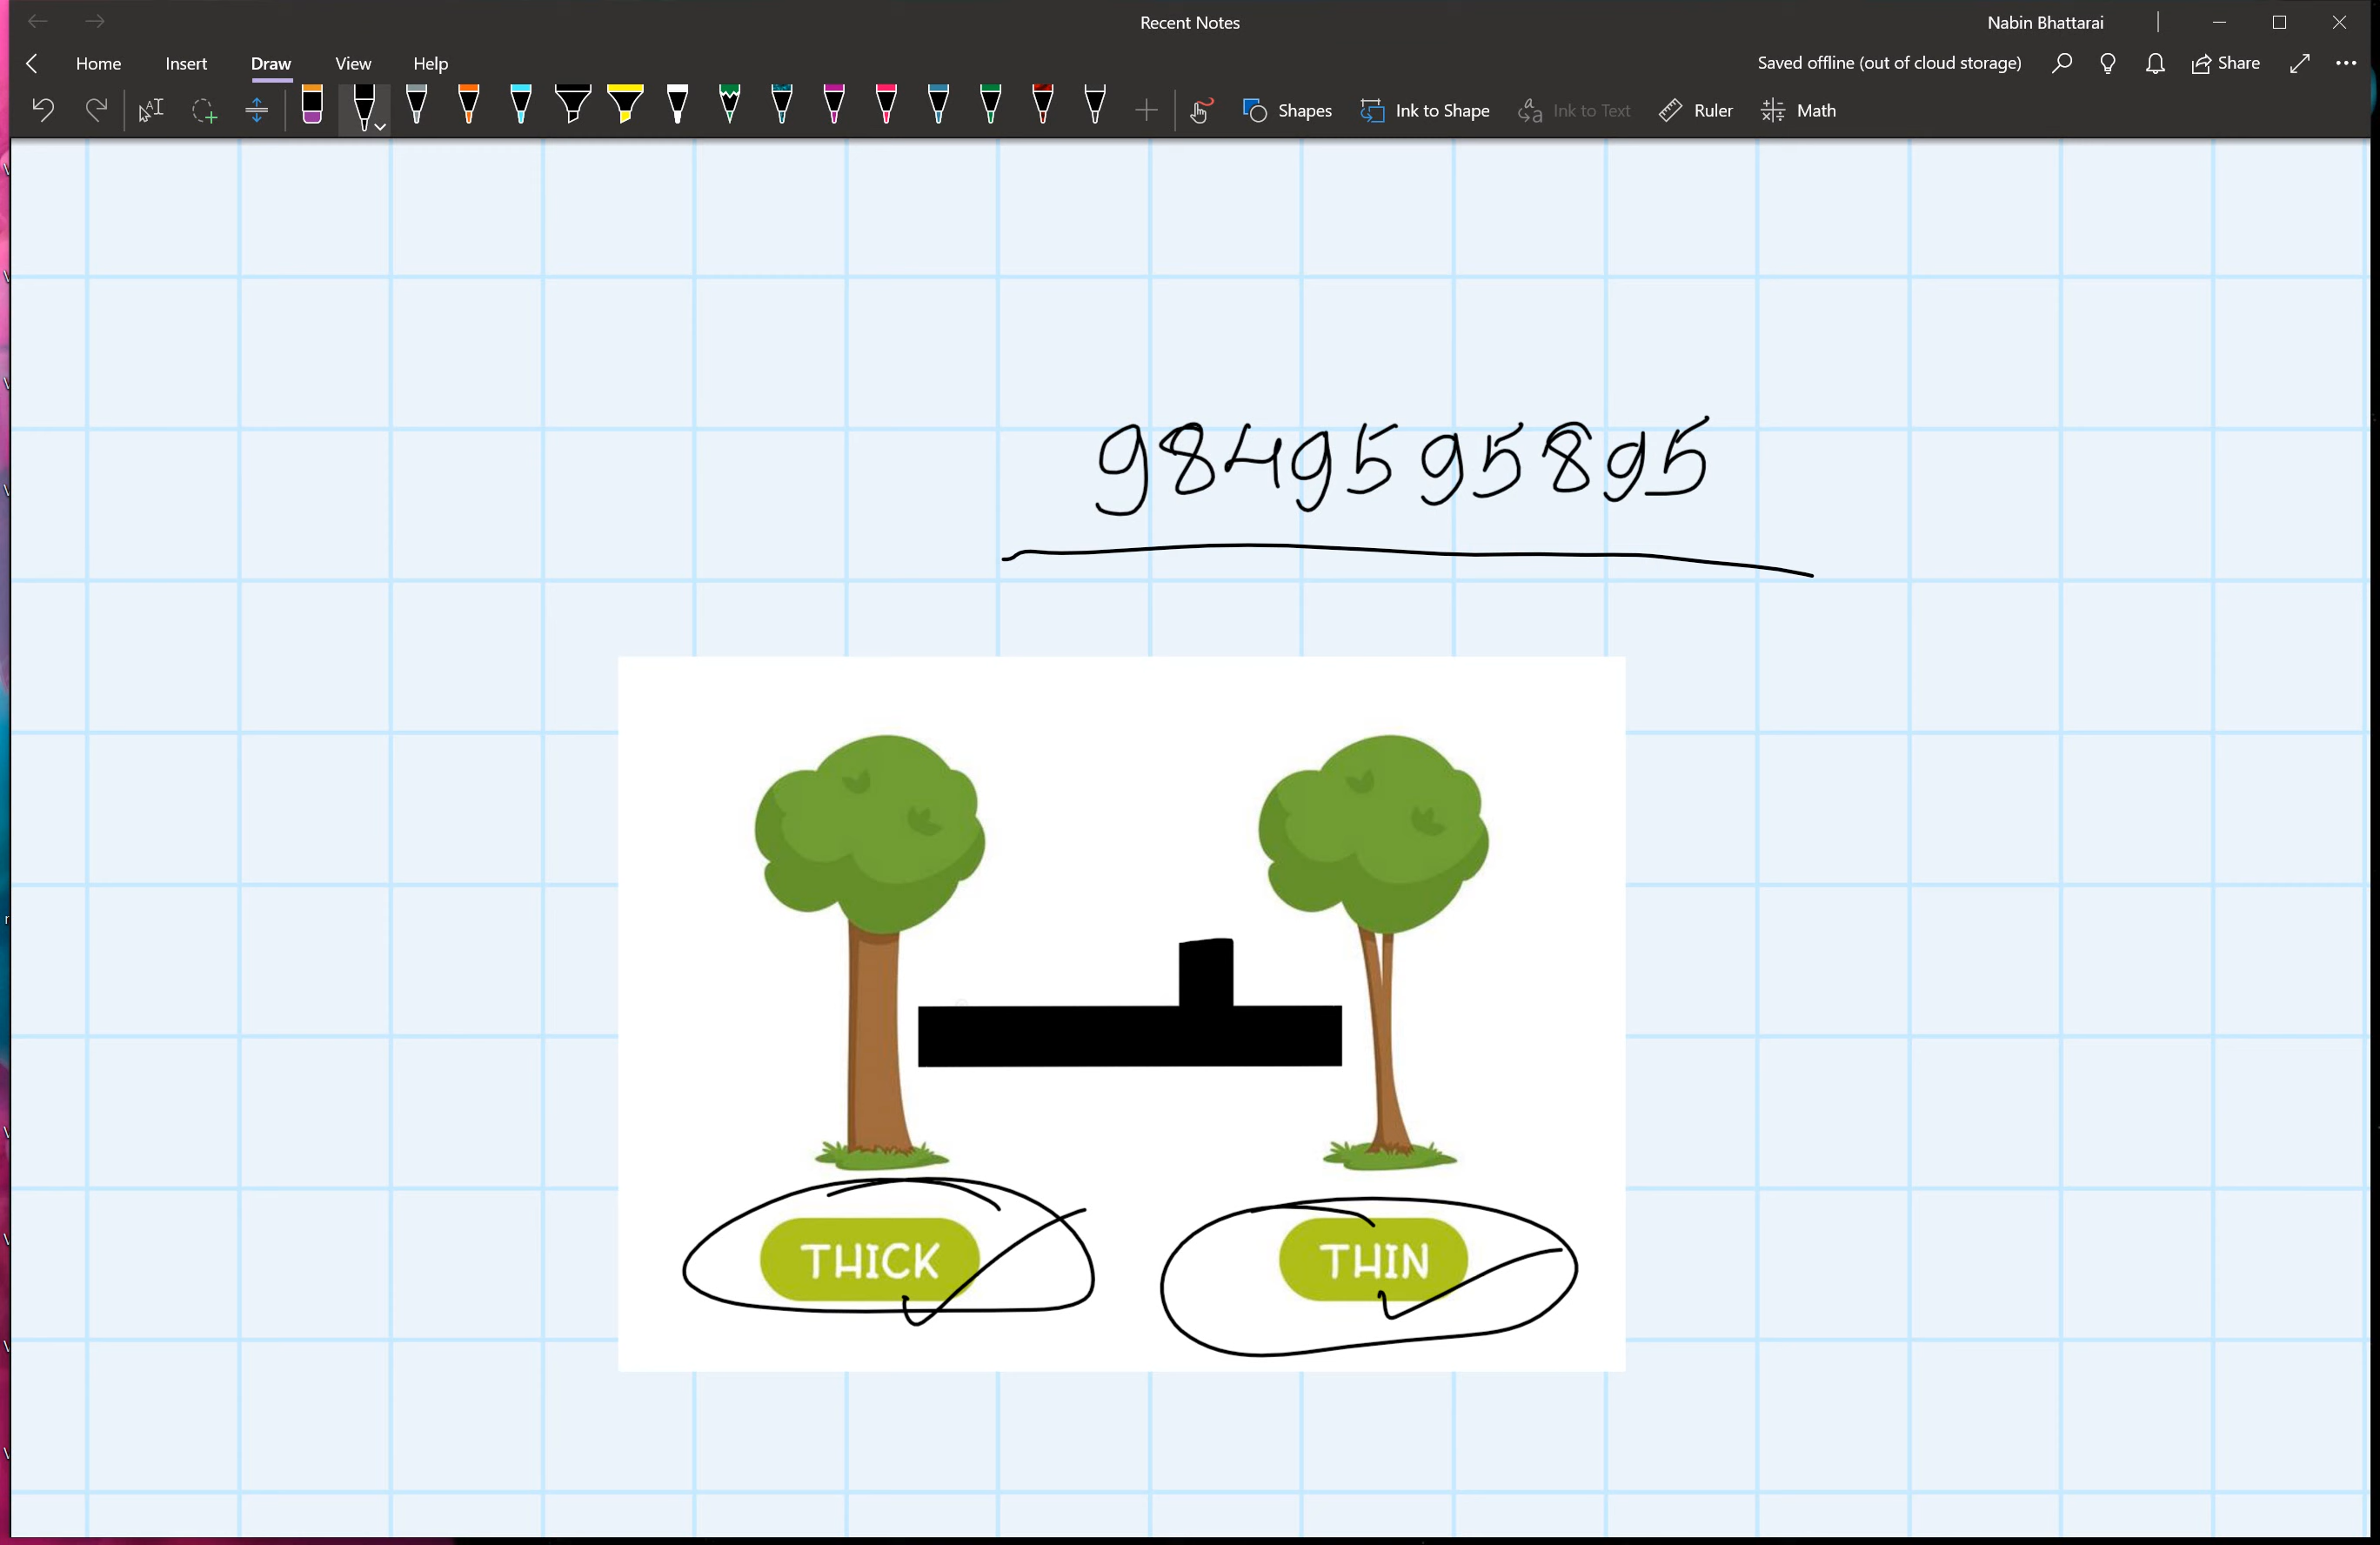 Recent Notes Nabin Bhattarai
Home Insert Draw View Help Saved offline (out of cloud storage) Share
Shapes Ink to Shape Ink to Text Ruler Math
9849595895
THICK THIN